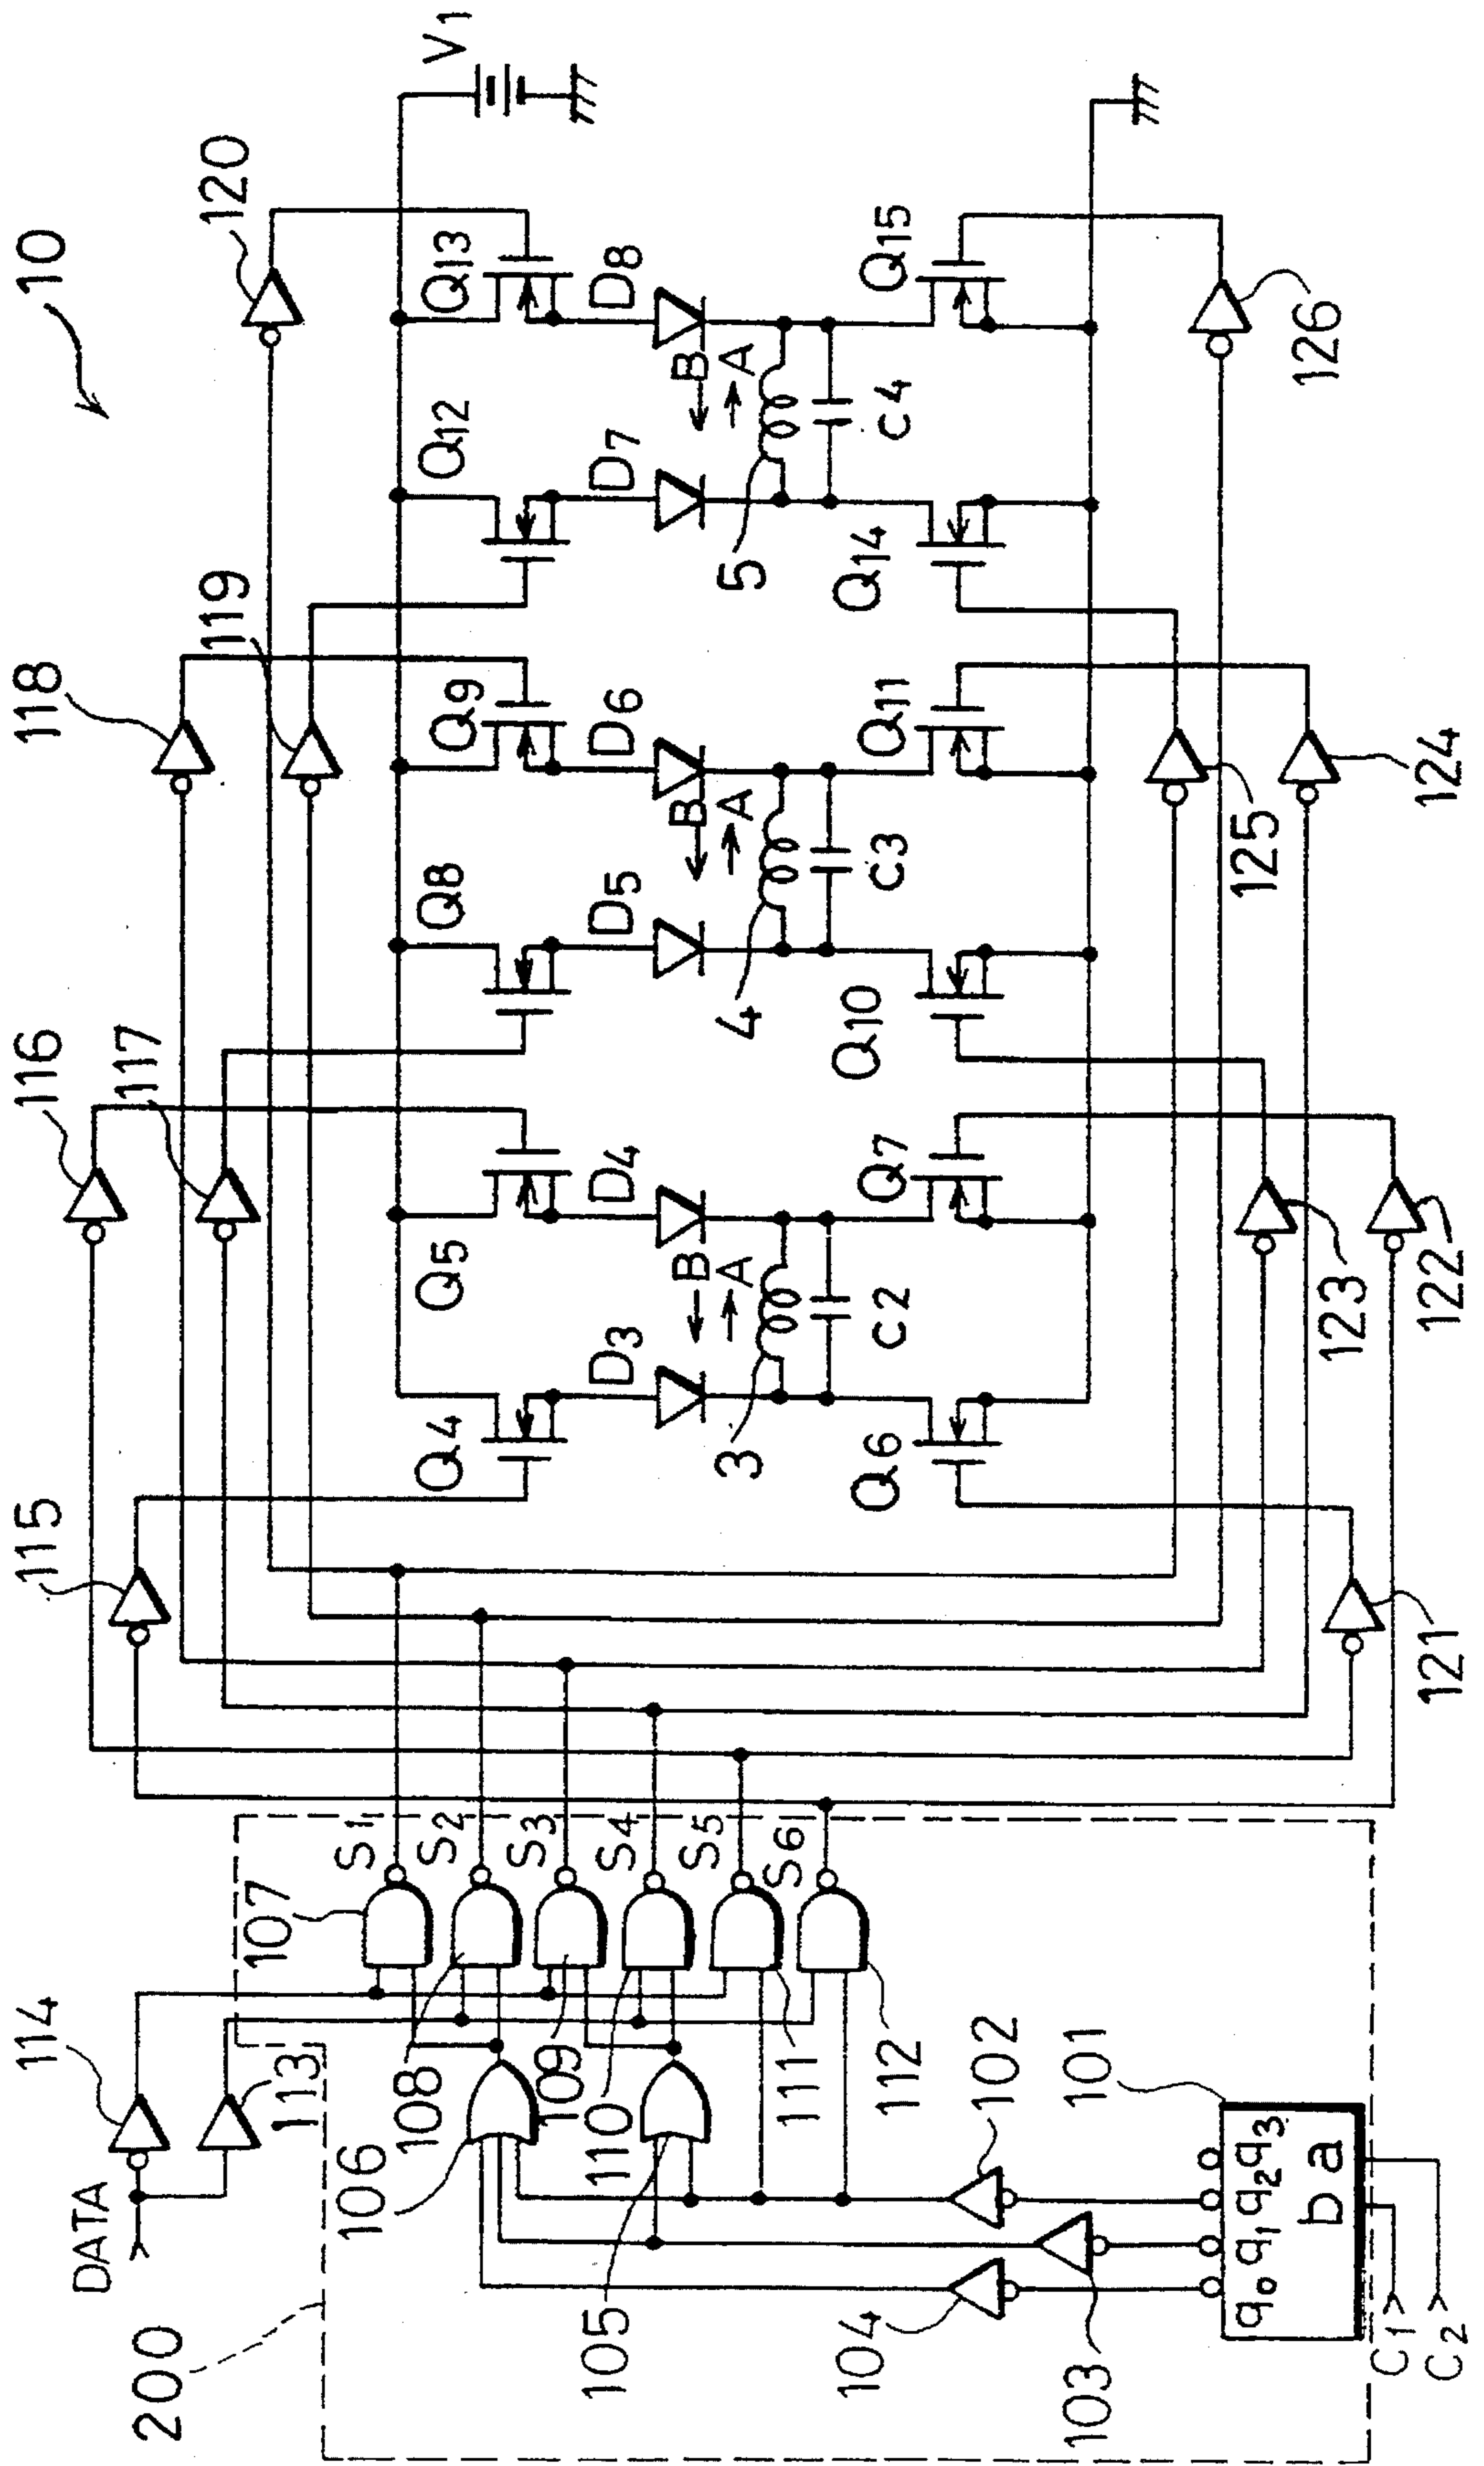 10
120
V1
118
119
Q13
D8
Q12
D7
B
A
5
C4
Q15
Q14
126
116
117
Q9
D6
Q8
D5
B
A
4
C3
Q11
Q10
125
124
115
Q5
D4
Q4
D3
B
A
3
C2
Q7
Q6
123
122
121
S1
S2
S3
S4
S5
S6
107
108
109
110
111
112
114
113
DATA
106
105
102
101
104
103
q0 q1 q2 q3
b a
C1
C2
200